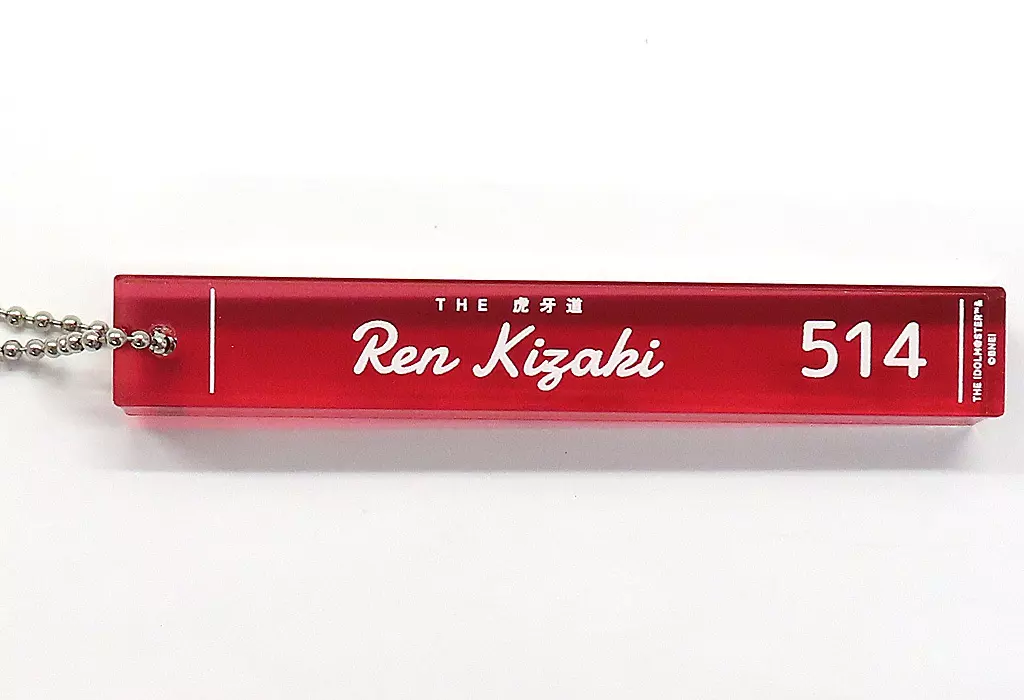 THE 虎牙道
Ren Kizaki
514
THE IDOLM@STER™&
©BNEI